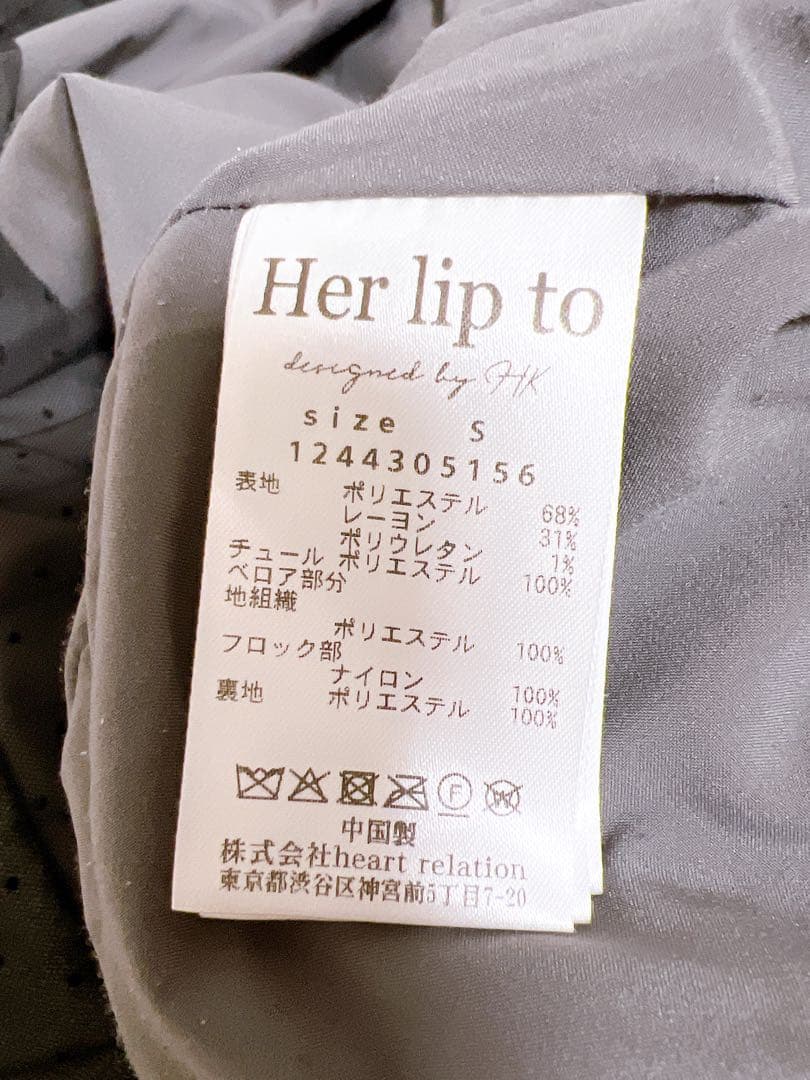 Her lip to
designed by HK
size S
1244305156
表地 ポリエステル 68%
レーヨン 31%
ポリウレタン 1%
チュール ポリエステル 100%
ベロア部分
地組織
ポリエステル 100%
フロック部
ナイロン 100%
裏地 ポリエステル 100%
F W
中国製
株式会社heart relation
東京都渋谷区神宮前5丁目7-20